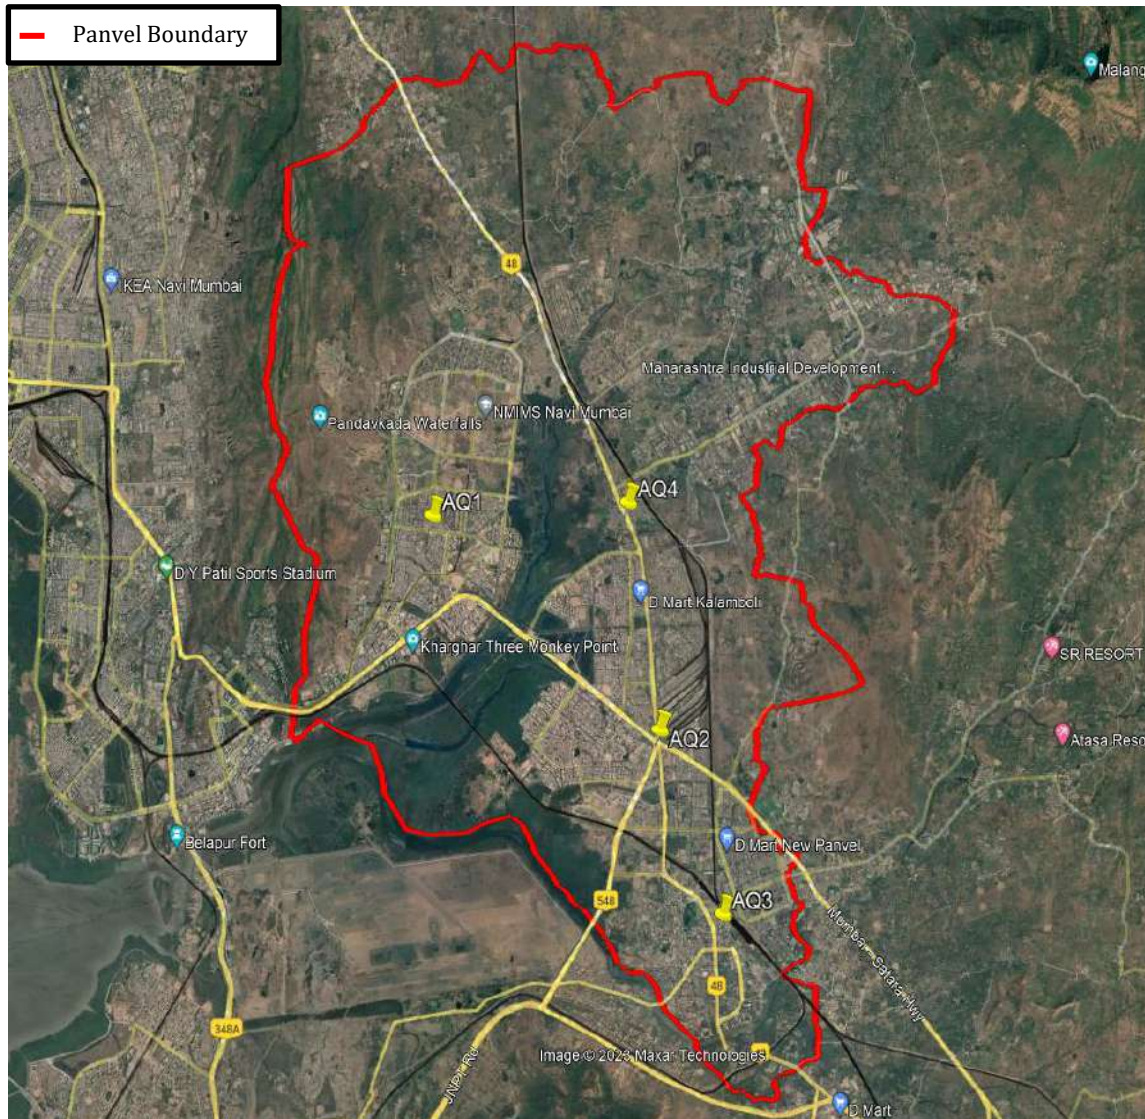 Panvel Boundary
Malang
48
IKEA Navi Mumbai
Maharashtra Industrial Development...
NMIMS Navi Mumbai
Pandavkada Waterfalls
AQ1
AQ4
D Y Patil Sports Stadium
D Mart Kalamboli
Kharghar Three Monkey Point
SR RESORT
AQ2
Atasa Reso
Belapur Fort
D Mart New Panvel
548
AQ3
Mumbai - Satara Hwy
48
348A
JNPT Rd
Image © 2023 Maxar Technologies
D Mart